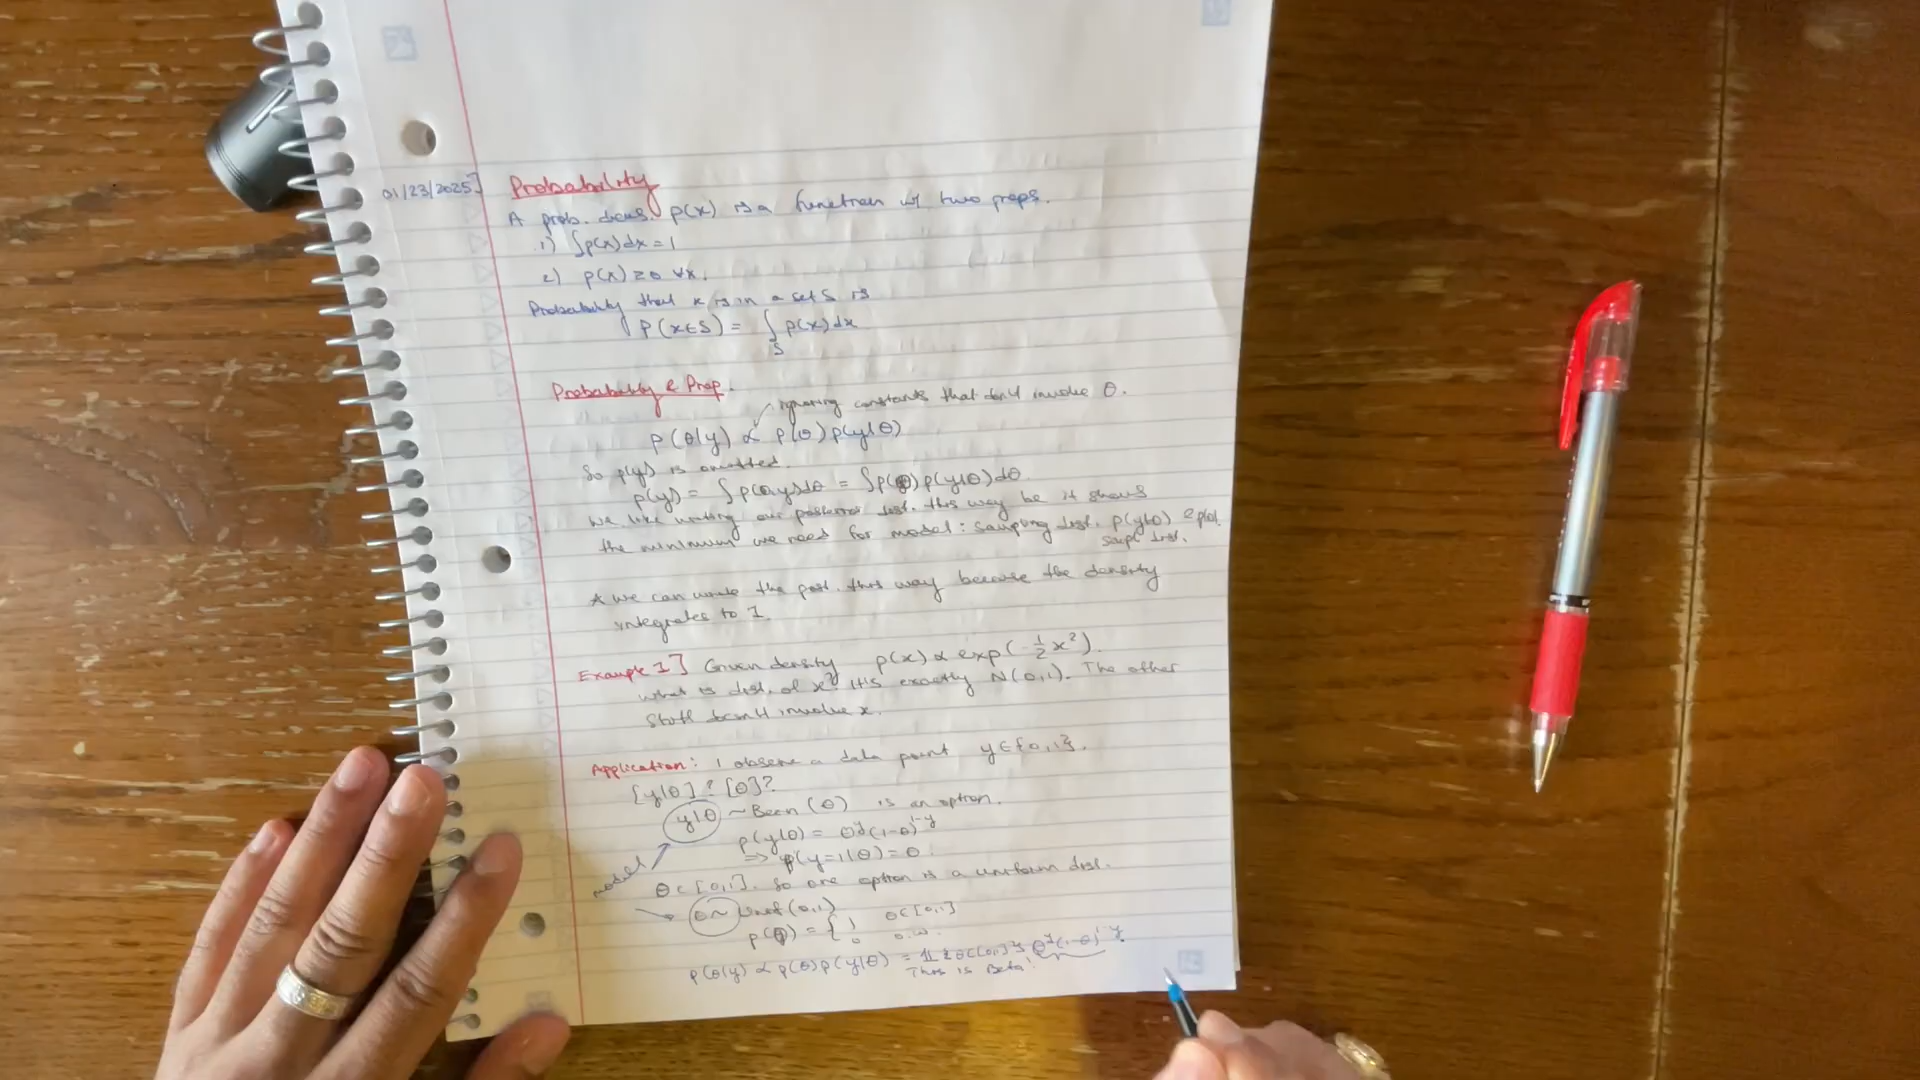 01/23/2025] Probability
A prob. dens. p(x) is a function w/ two props.
1) ∫p(x)dx = 1
2) p(x) ≥ 0 ∀x.
Probability that x is in a set S is
P(x∈S) = ∫_S p(x)dx
Probability & Prop.
ignoring constants that don't involve θ.
p(θ|y) ∝ p(θ)p(y|θ)
So p(y) is omitted.
p(y) = ∫p(θ,y)dθ = ∫p(θ)p(y|θ)dθ
We like writing our posterior dist. this way bc it shows
the minimum we need for model: sampling dist. p(y|θ) & p(θ).
dist.
* we can write the post. this way because the density
integrates to 1.
Example 1] Given density p(x) ∝ exp(-½x²).
what is dist. of x? It's exactly N(0,1). The other
stuff doesn't involve x.
Application: I observe a data point y∈{0,1}.
[y|θ]? [θ]?
y|θ ~ Bern(θ) is an option.
p(y|θ) = θ^y(1-θ)^1-y
=> p(y=1|θ) = θ.
model
θ∈[0,1]. So one option is a uniform dist.
θ ~ Unif(0,1)
p(θ) = { 1 θ∈[0,1]
0 o.w.
p(θ|y) ∝ p(θ)p(y|θ) = 𝟙{θ∈[0,1]} θ^y(1-θ)^1-y
This is Beta!